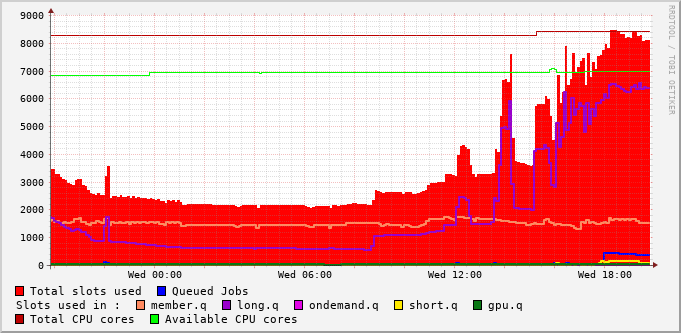 9000
8000
7000
6000
5000
4000
3000
2000
1000
0
Wed 00:00 Wed 06:00 Wed 12:00 Wed 18:00
Total slots used Queued Jobs
Slots used in : member.q long.q ondemand.q short.q gpu.q
Total CPU cores Available CPU cores
RRDTOOL / TOBI OETIKER